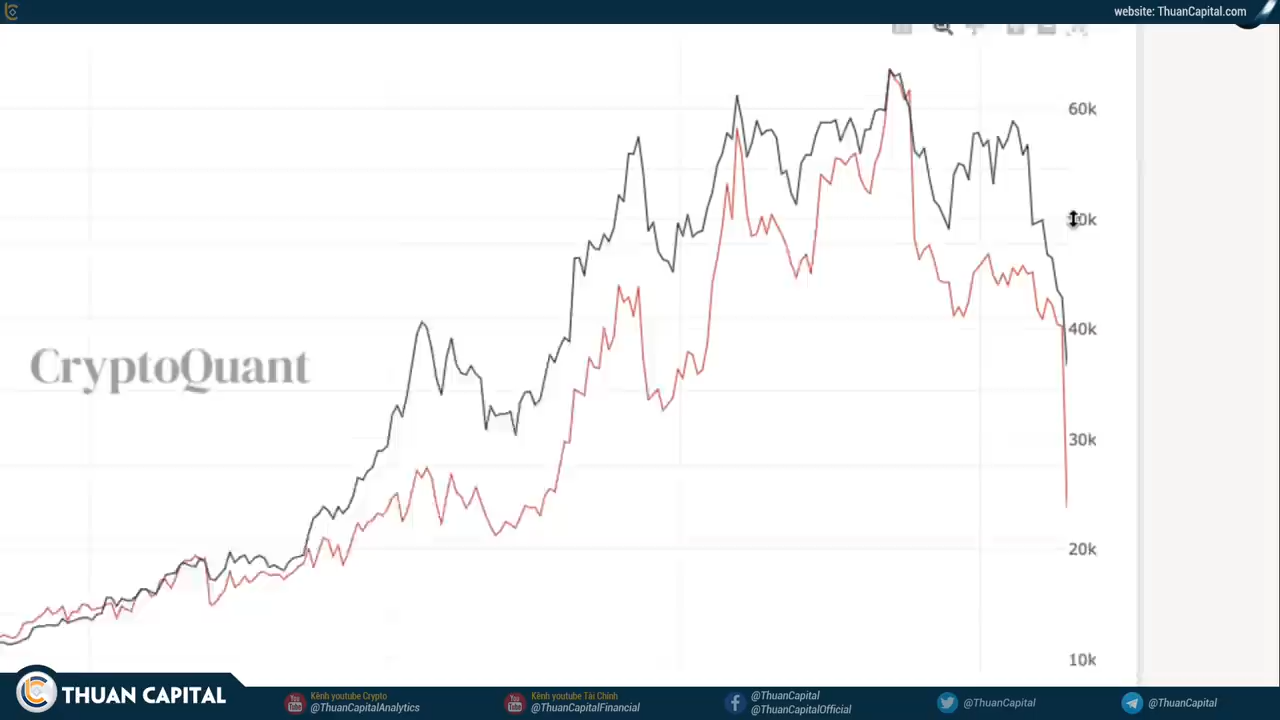 website: ThuanCapital.com
60k
40k
30k
20k
10k
CryptoQuant
THUAN CAPITAL
Kênh youtube Crypto
@ThuanCapitalAnalytics
Kênh youtube Tài Chính
@ThuanCapitalFinancial
@ThuanCapital
@ThuanCapitalOfficial
@ThuanCapital
@ThuanCapital